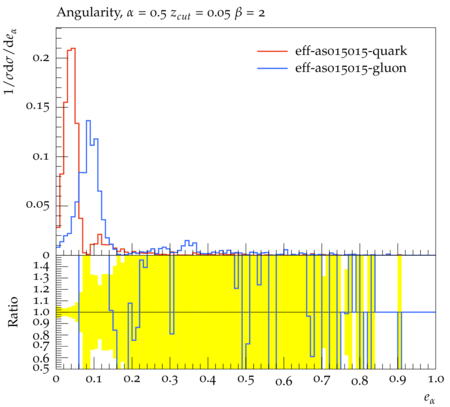 Angularity, α = 0.5 z_cut = 0.05 β = 2
1/σdσ/de_α
eff-as015015-quark
eff-as015015-gluon
0.2
0.15
0.1
0.05
0
Ratio
1.4
1.3
1.2
1.1
1.0
0.9
0.8
0.7
0.6
0.5
0 0.1 0.2 0.3 0.4 0.5 0.6 0.7 0.8 0.9 1.0
e_α